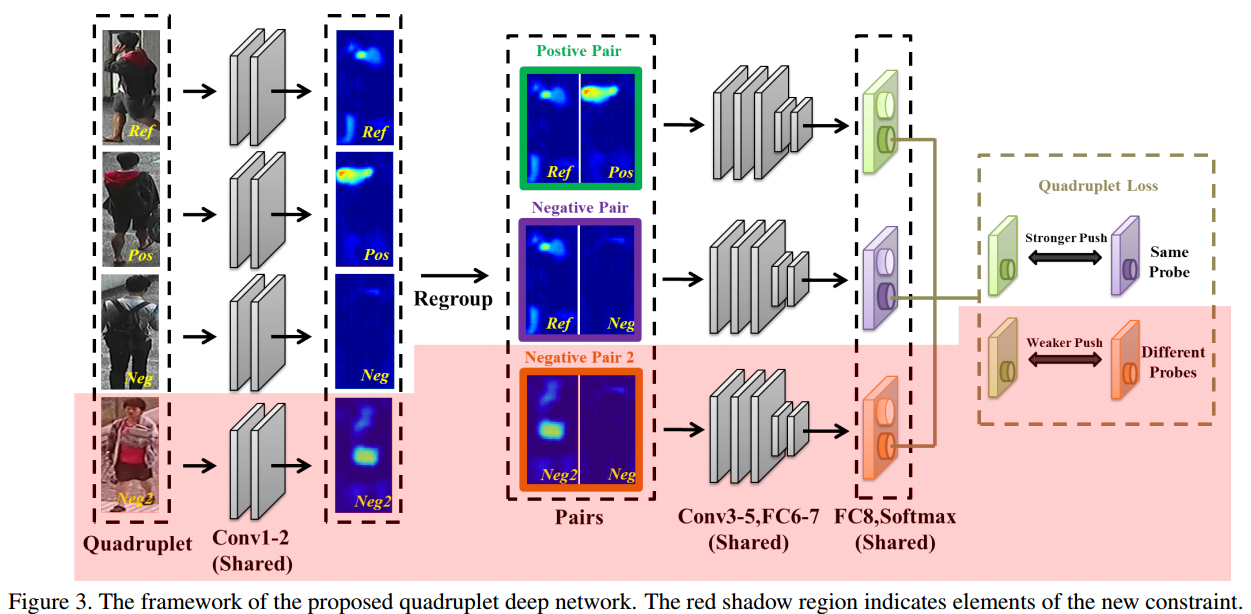 Ref
Pos
Neg
Neg2
Quadruplet
Conv1-2
(Shared)
Ref
Pos
Neg
Neg2
Regroup
Postive Pair
Ref Pos
Negative Pair
Ref Neg
Negative Pair 2
Neg2 Neg
Pairs
Conv3-5,FC6-7
(Shared)
FC8,Softmax
(Shared)
Quadruplet Loss
Stronger Push
Same
Probe
Weaker Push
Different
Probes
Figure 3. The framework of the proposed quadruplet deep network. The red shadow region indicates elements of the new constraint.